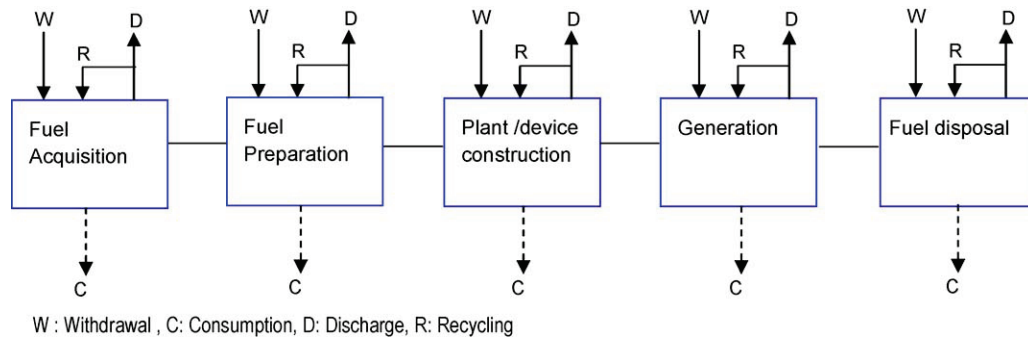 W D W D W D W D W D
R R R R R
Fuel Acquisition
Fuel Preparation
Plant /device construction
Generation
Fuel disposal
C C C C C
W : Withdrawal , C: Consumption, D: Discharge, R: Recycling